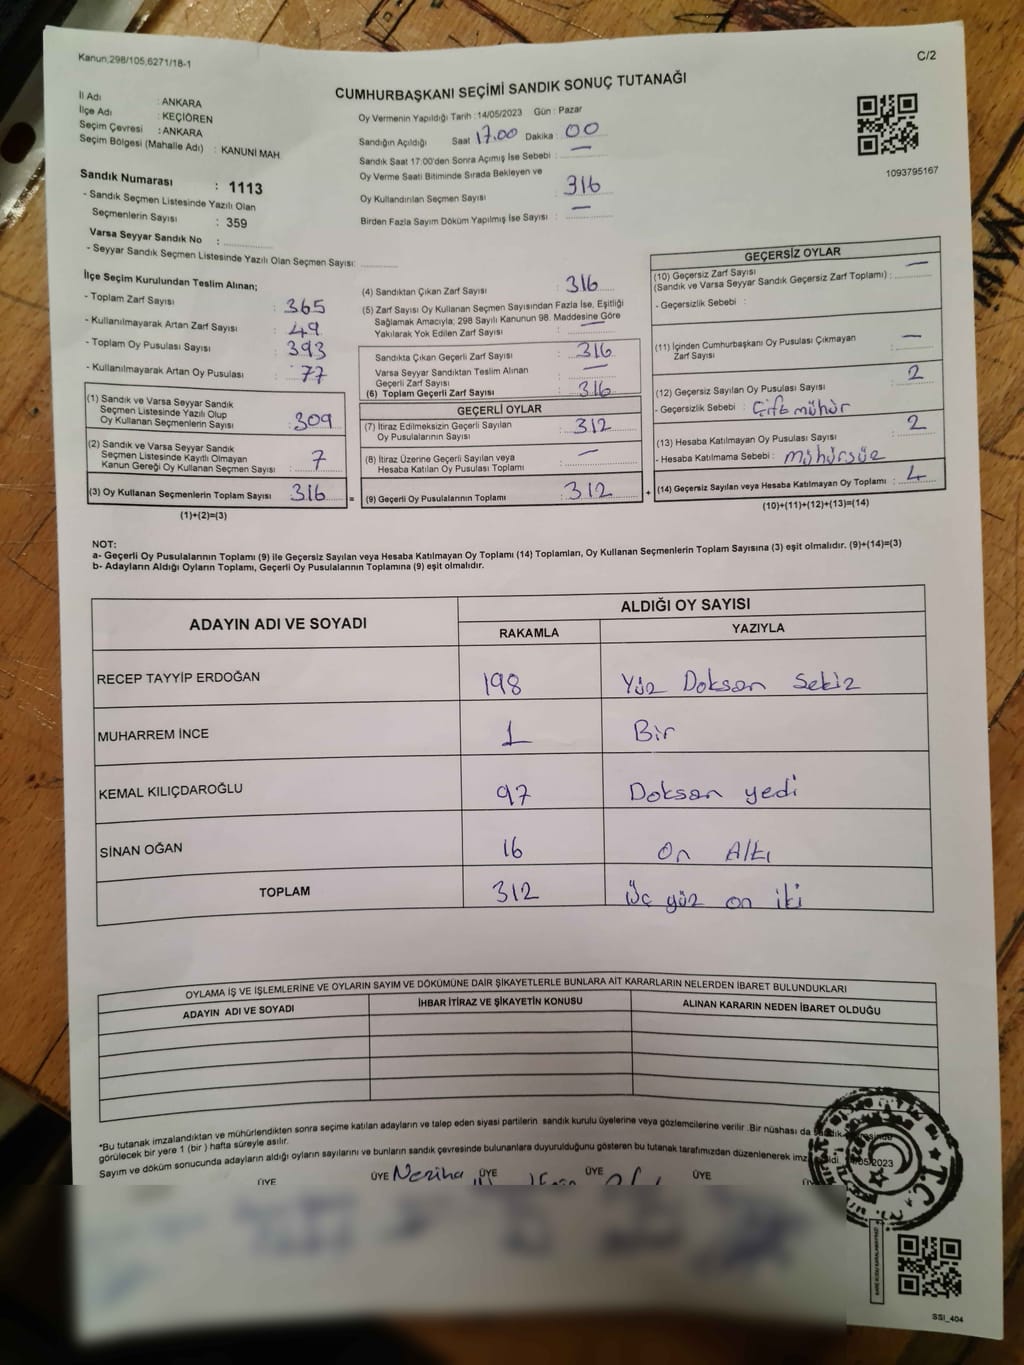 Kanun,298/105,6271/18-1
C/2
CUMHURBAŞKANI SEÇİMİ SANDIK SONUÇ TUTANAĞI
İl Adı : ANKARA
İlçe Adı : KEÇİÖREN
Seçim Çevresi : ANKARA
Seçim Bölgesi (Mahalle Adı) : KANUNİ MAH
Sandık Numarası : 1113
- Sandık Seçmen Listesinde Yazılı Olan
Seçmenlerin Sayısı : 359
Varsa Seyyar Sandık No :
- Seyyar Sandık Seçmen Listesinde Yazılı Olan Seçmen Sayısı:
Oy Vermenin Yapıldığı Tarih : 14/05/2023 Gün : Pazar
Sandığın Açıldığı Saat 17.00 Dakika : 00
Sandık Saat 17:00'den Sonra Açımış İse Sebebi : —
Oy Verme Saati Bitiminde Sırada Bekleyen ve
Oy Kullandırılan Seçmen Sayısı : 316
Birden Fazla Sayım Döküm Yapılmış İse Sayısı : —
1093795167
İlçe Seçim Kurulundan Teslim Alınan;
- Toplam Zarf Sayısı : 365
- Kullanılmayarak Artan Zarf Sayısı : 49
- Toplam Oy Pusulası Sayısı : 393
- Kullanılmayarak Artan Oy Pusulası : 77
(1) Sandık ve Varsa Seyyar Sandık
Seçmen Listesinde Yazılı Olup
Oy Kullanan Seçmenlerin Sayısı : 309
(2) Sandık ve Varsa Seyyar Sandık
Seçmen Listesinde Kayıtlı Olmayan
Kanun Gereği Oy Kullanan Seçmen Sayısı : 7
(3) Oy Kullanan Seçmenlerin Toplam Sayısı : 316 =
(1)+(2)=(3)
(4) Sandıktan Çıkan Zarf Sayısı : 316
(5) Zarf Sayısı Oy Kullanan Seçmen Sayısından Fazla İse, Eşitliği
Sağlamak Amacıyla; 298 Sayılı Kanunun 98. Maddesine Göre
Yakılarak Yok Edilen Zarf Sayısı : —
Sandıkta Çıkan Geçerli Zarf Sayısı : 316
Varsa Seyyar Sandıktan Teslim Alınan
Geçerli Zarf Sayısı : —
(6) Toplam Geçerli Zarf Sayısı : 316
GEÇERLİ OYLAR
(7) İtiraz Edilmeksizin Geçerli Sayılan
Oy Pusulalarının Sayısı : 312
(8) İtiraz Üzerine Geçerli Sayılan veya
Hesaba Katılan Oy Pusulası Toplamı : —
(9) Geçerli Oy Pusulalarının Toplamı : 312 +
GEÇERSİZ OYLAR
(10) Geçersiz Zarf Sayısı : —
(Sandık ve Varsa Seyyar Sandık Geçersiz Zarf Toplamı) :
- Geçersizlik Sebebi :
(11) İçinden Cumhurbaşkanı Oy Pusulası Çıkmayan : —
Zarf Sayısı
(12) Geçersiz Sayılan Oy Pusulası Sayısı : 2
- Geçersizlik Sebebi : Çift mühür
(13) Hesaba Katılmayan Oy Pusulası Sayısı : 2
- Hesaba Katılmama Sebebi : mühürsüz
(14) Geçersiz Sayılan veya Hesaba Katılmayan Oy Toplamı : 4
(10)+(11)+(12)+(13)=(14)
NOT:
a- Geçerli Oy Pusulalarının Toplamı (9) ile Geçersiz Sayılan veya Hesaba Katılmayan Oy Toplamı (14) Toplamları, Oy Kullanan Seçmenlerin Toplam Sayısına (3) eşit olmalıdır. (9)+(14)=(3)
b- Adayların Aldığı Oyların Toplamı, Geçerli Oy Pusulalarının Toplamına (9) eşit olmalıdır.
ADAYIN ADI VE SOYADI ALDIĞI OY SAYISI
RAKAMLA YAZIYLA
RECEP TAYYİP ERDOĞAN 198 Yüz Doksan Sekiz
MUHARREM İNCE 1 Bir
KEMAL KILIÇDAROĞLU 97 Doksan yedi
SİNAN OĞAN 16 On Altı
TOPLAM 312 Üç yüz on iki
OYLAMA İŞ VE İŞLEMLERİNE VE OYLARIN SAYIM VE DÖKÜMÜNE DAİR ŞİKAYETLERLE BUNLARA AİT KARARLARIN NELERDEN İBARET BULUNDUKLARI
ADAYIN ADI VE SOYADI İHBAR İTİRAZ VE ŞİKAYETİN KONUSU ALINAN KARARIN NEDEN İBARET OLDUĞU
*Bu tutanak imzalandıktan ve mühürlendikten sonra seçime katılan adayların ve talep eden siyasi partilerin sandık kurulu üyelerine veya gözlemcilerine verilir .Bir nüshası da
görülecek bir yere 1 (bir ) hafta süreyle asılır.
Sayım ve döküm sonucunda adayların aldığı oyların sayılarını ve bunların sandık çevresinde bulunanlara duyurulduğunu gösteren bu tutanak tarafımızdan düzenlenerek
ÜYE ÜYE Neziha ÜYE ÜYE ÜYE
T.C.
SSI_404